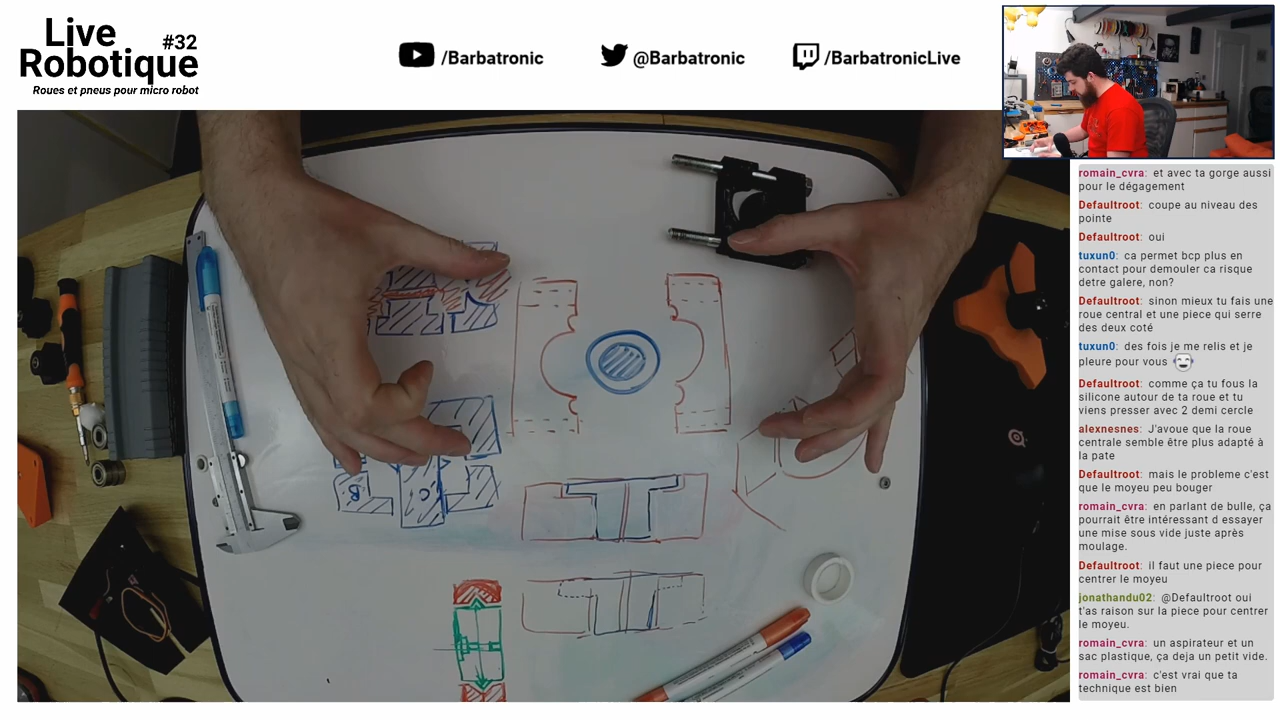 Live
Robotique #32
Roues et pneus pour micro robot
/Barbatronic
@Barbatronic
/BarbatronicLive
romain_cvra: et avec ta gorge aussi
pour le dégagement
Defaultroot: coupe au niveau des
pointe
Defaultroot: oui
tuxun0: ca permet bcp plus en
contact pour demouler ca risque
detre galere, non?
Defaultroot: sinon mieux tu fais une
roue central et une piece qui serre
des deux coté
tuxun0: des fois je me relis et je
pleure pour vous
Defaultroot: comme ça tu fous la
silicone autour de ta roue et tu
viens presser avec 2 demi cercle
alexnesnes: J'avoue que la roue
centrale semble être plus adapté à
la pate
Defaultroot: mais le probleme c'est
que le moyeu peu bouger
romain_cvra: en parlant de bulle, ça
pourrait être intéressant d essayer
une mise sous vide juste après
moulage.
Defaultroot: il faut une piece pour
centrer le moyeu
jonathandu02: @Defaultroot oui
t'as raison sur la piece pour centrer
le moyeu.
romain_cvra: un aspirateur et un
sac plastique, ça deja un petit vide.
romain_cvra: c'est vrai que ta
technique est bien
B
C